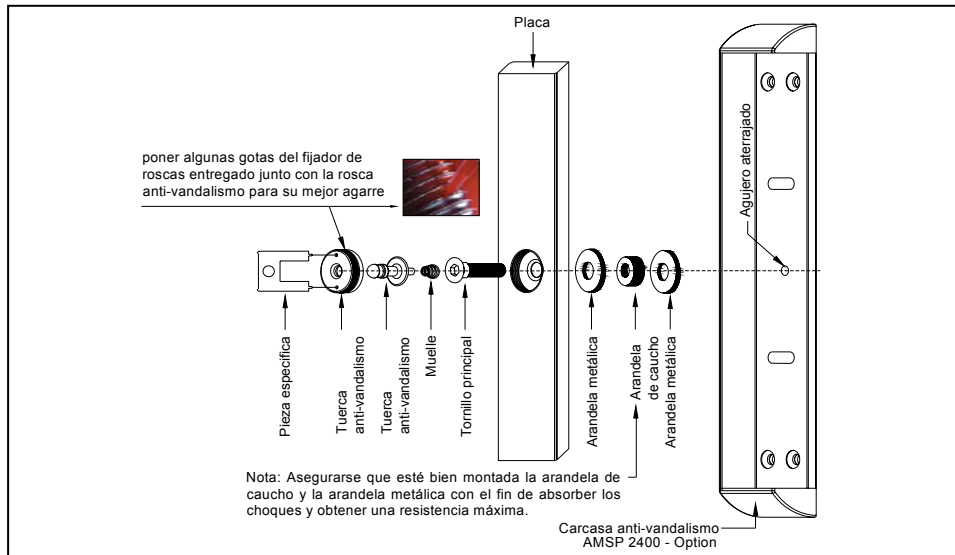 Placa
poner algunas gotas del fijador de
roscas entregado junto con la rosca
anti-vandalismo para su mejor agarre
Agujero aterrajado
Pieza especifica
Tuerca
anti-vandalismo
Tuerca
anti-vandalismo
Muelle
Tornillo principal
Arandela metálica
Arandela
de caucho
Arandela metálica
Nota: Asegurarse que esté bien montada la arandela de
caucho y la arandela metálica con el fin de absorber los
choques y obtener una resistencia máxima.
Carcasa anti-vandalismo
AMSP 2400 - Option